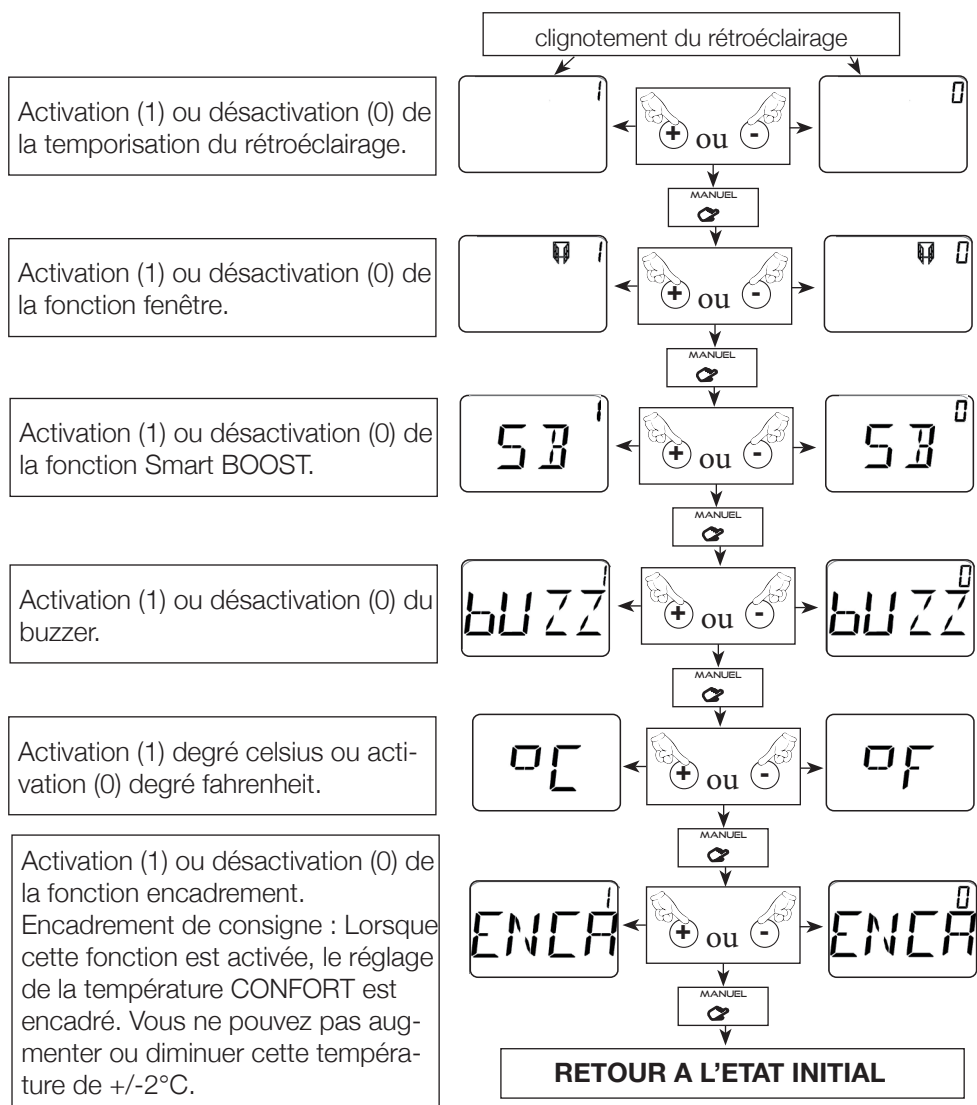 clignotement du rétroéclairage
Activation (1) ou désactivation (0) de
la temporisation du rétroéclairage.
1
+ ou -
0
MANUEL
Activation (1) ou désactivation (0) de
la fonction fenêtre.
1
+ ou -
0
MANUEL
Activation (1) ou désactivation (0) de
la fonction Smart BOOST.
1
SB
+ ou -
0
SB
MANUEL
Activation (1) ou désactivation (0) du
buzzer.
1
bUZZ
+ ou -
0
bUZZ
MANUEL
Activation (1) degré celsius ou acti-
vation (0) degré fahrenheit.
°C
+ ou -
°F
MANUEL
Activation (1) ou désactivation (0) de
la fonction encadrement.
Encadrement de consigne : Lorsque
cette fonction est activée, le réglage
de la température CONFORT est
encadré. Vous ne pouvez pas aug-
menter ou diminuer cette tempéra-
ture de +/-2°C.
1
ENCA
+ ou -
0
ENCA
MANUEL
RETOUR A L'ETAT INITIAL